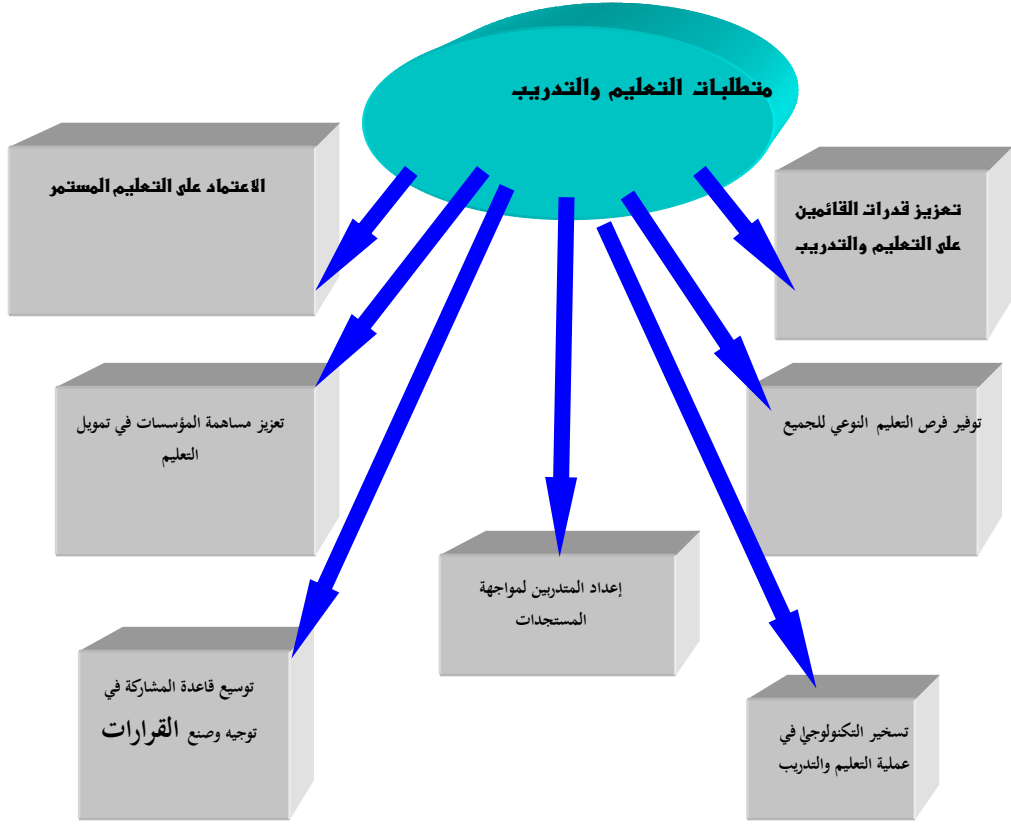 متطلبات التعليم والتدريب
تعزيز قدرات القائمين
على التعليم والتدريب
الاعتماد على التعليم المستمر
توفير فرص التعليم النوعي للجميع
تعزيز مساهمة المؤسسات في تمويل
التعليم
إعداد المتدربين لمواجهة
المستجدات
تسخير التكنولوجيا في
عملية التعليم والتدريب
توسيع قاعدة المشاركة في
توجيه وصنع القرارات